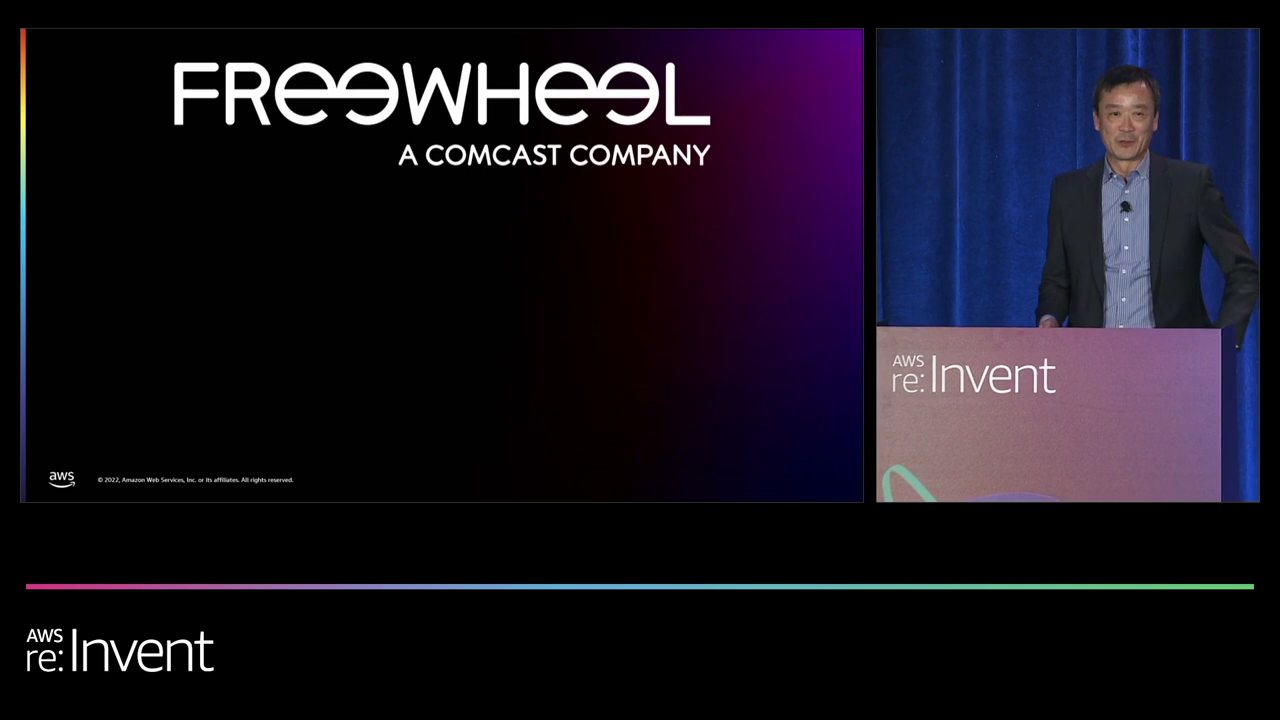 FREEWHEEL
A COMCAST COMPANY
aws
© 2022, Amazon Web Services, Inc. or its affiliates. All rights reserved.
AWS
re:Invent
AWS
re:Invent